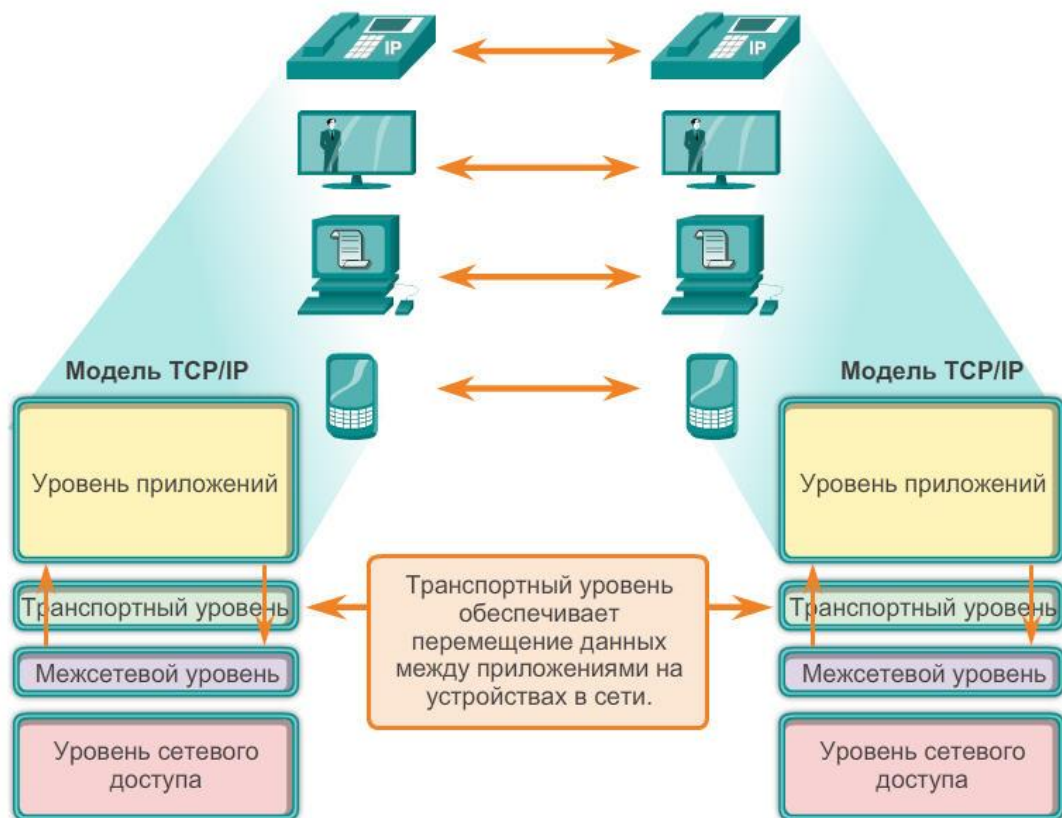 IP
IP
Модель TCP/IP
Уровень приложений
Транспортный уровень
Межсетевой уровень
Уровень сетевого
доступа
Транспортный уровень
обеспечивает
перемещение данных
между приложениями на
устройствах в сети.
Модель TCP/IP
Уровень приложений
Транспортный уровень
Межсетевой уровень
Уровень сетевого
доступа